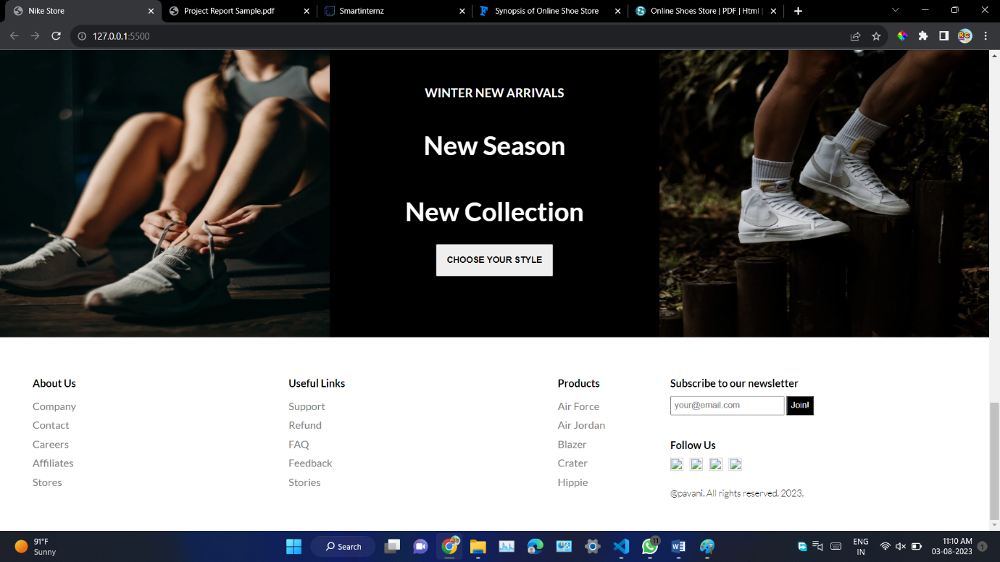 Nike Store
Project Report Sample.pdf
Smartinternz
Synopsis of Online Shoe Store
Online Shoes Store | PDF | Html |
127.0.0.1:5500
WINTER NEW ARRIVALS
New Season
New Collection
CHOOSE YOUR STYLE
About Us
Company
Contact
Careers
Affiliates
Stores
Useful Links
Support
Refund
FAQ
Feedback
Stories
Products
Air Force
Air Jordan
Blazer
Crater
Hippie
Subscribe to our newsletter
your@email.com
Join!
Follow Us
@pavani. All rights reserved. 2023.
91°F
Sunny
Search
11
ENG
IN
11:10 AM
03-08-2023
1